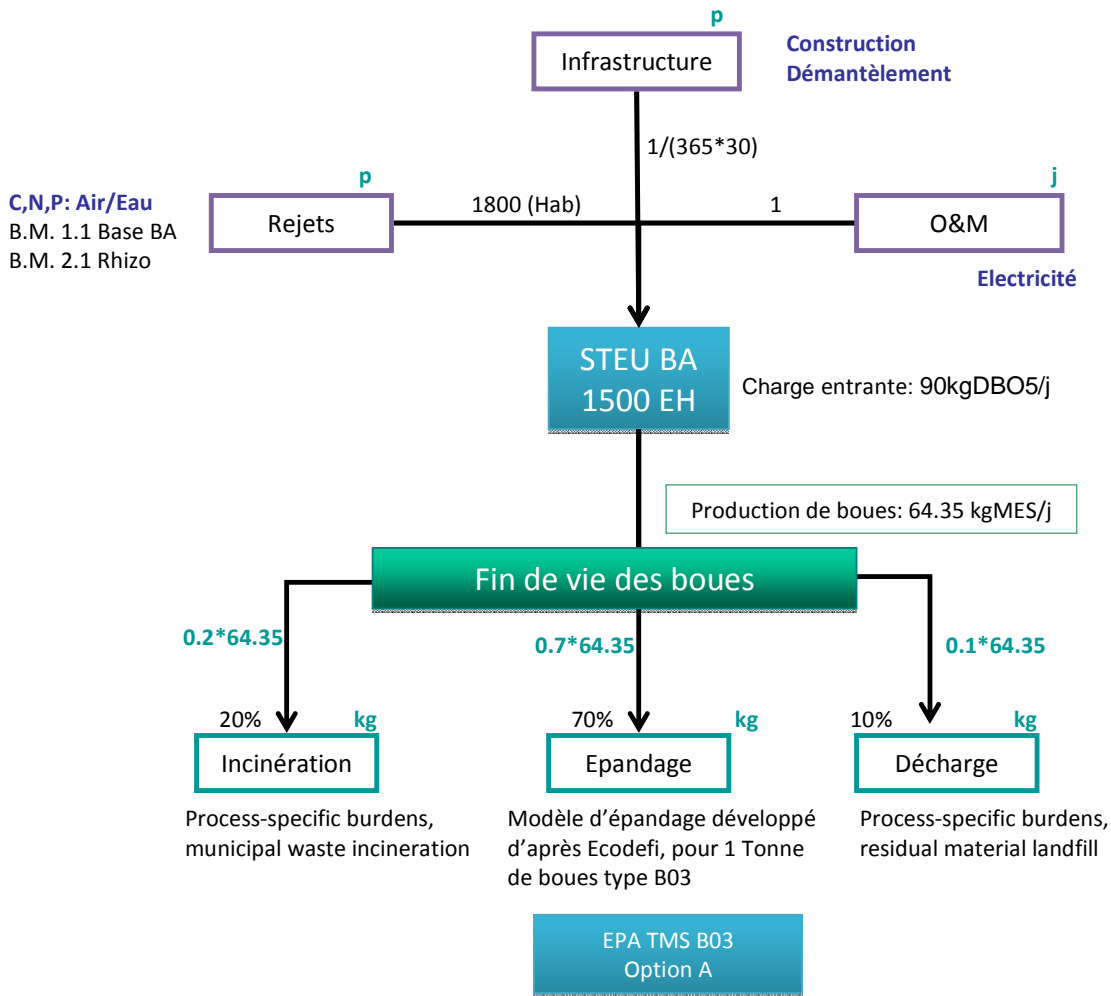 p
Infrastructure
Construction
Démantèlement
1/(365*30)
p
j
C,N,P: Air/Eau
B.M. 1.1 Base BA
B.M. 2.1 Rhizo
Rejets
1800 (Hab)
1
O&M
Electricité
STEU BA
1500 EH
Charge entrante: 90kgDBO5/j
Production de boues: 64.35 kgMES/j
Fin de vie des boues
0.2*64.35
0.7*64.35
0.1*64.35
20%
kg
70%
kg
10%
kg
Incinération
Epandage
Décharge
Process-specific burdens,
municipal waste incineration
Modèle d’épandage développé
d’après Ecodefi, pour 1 Tonne
de boues type B03
Process-specific burdens,
residual material landfill
EPA TMS B03
Option A